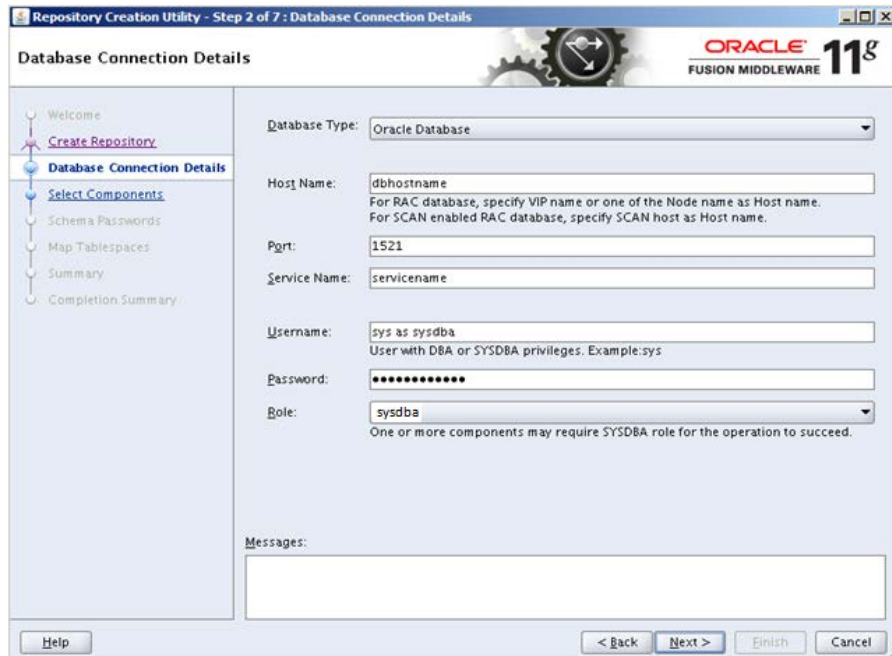 Repository Creation Utility - Step 2 of 7 : Database Connection Details
Database Connection Details
ORACLE
FUSION MIDDLEWARE 11g
Welcome
Create Repository
Database Connection Details
Select Components
Schema Passwords
Map Tablespaces
Summary
Completion Summary
Database Type: Oracle Database
Host Name: dbhostname
For RAC database, specify VIP name or one of the Node name as Host name.
For SCAN enabled RAC database, specify SCAN host as Host name.
Port: 1521
Service Name: servicename
Username: sys as sysdba
User with DBA or SYSDBA privileges. Example:sys
Password: ••••••••••••
Role: sysdba
One or more components may require SYSDBA role for the operation to succeed.
Messages:
Help < Back Next > Finish Cancel